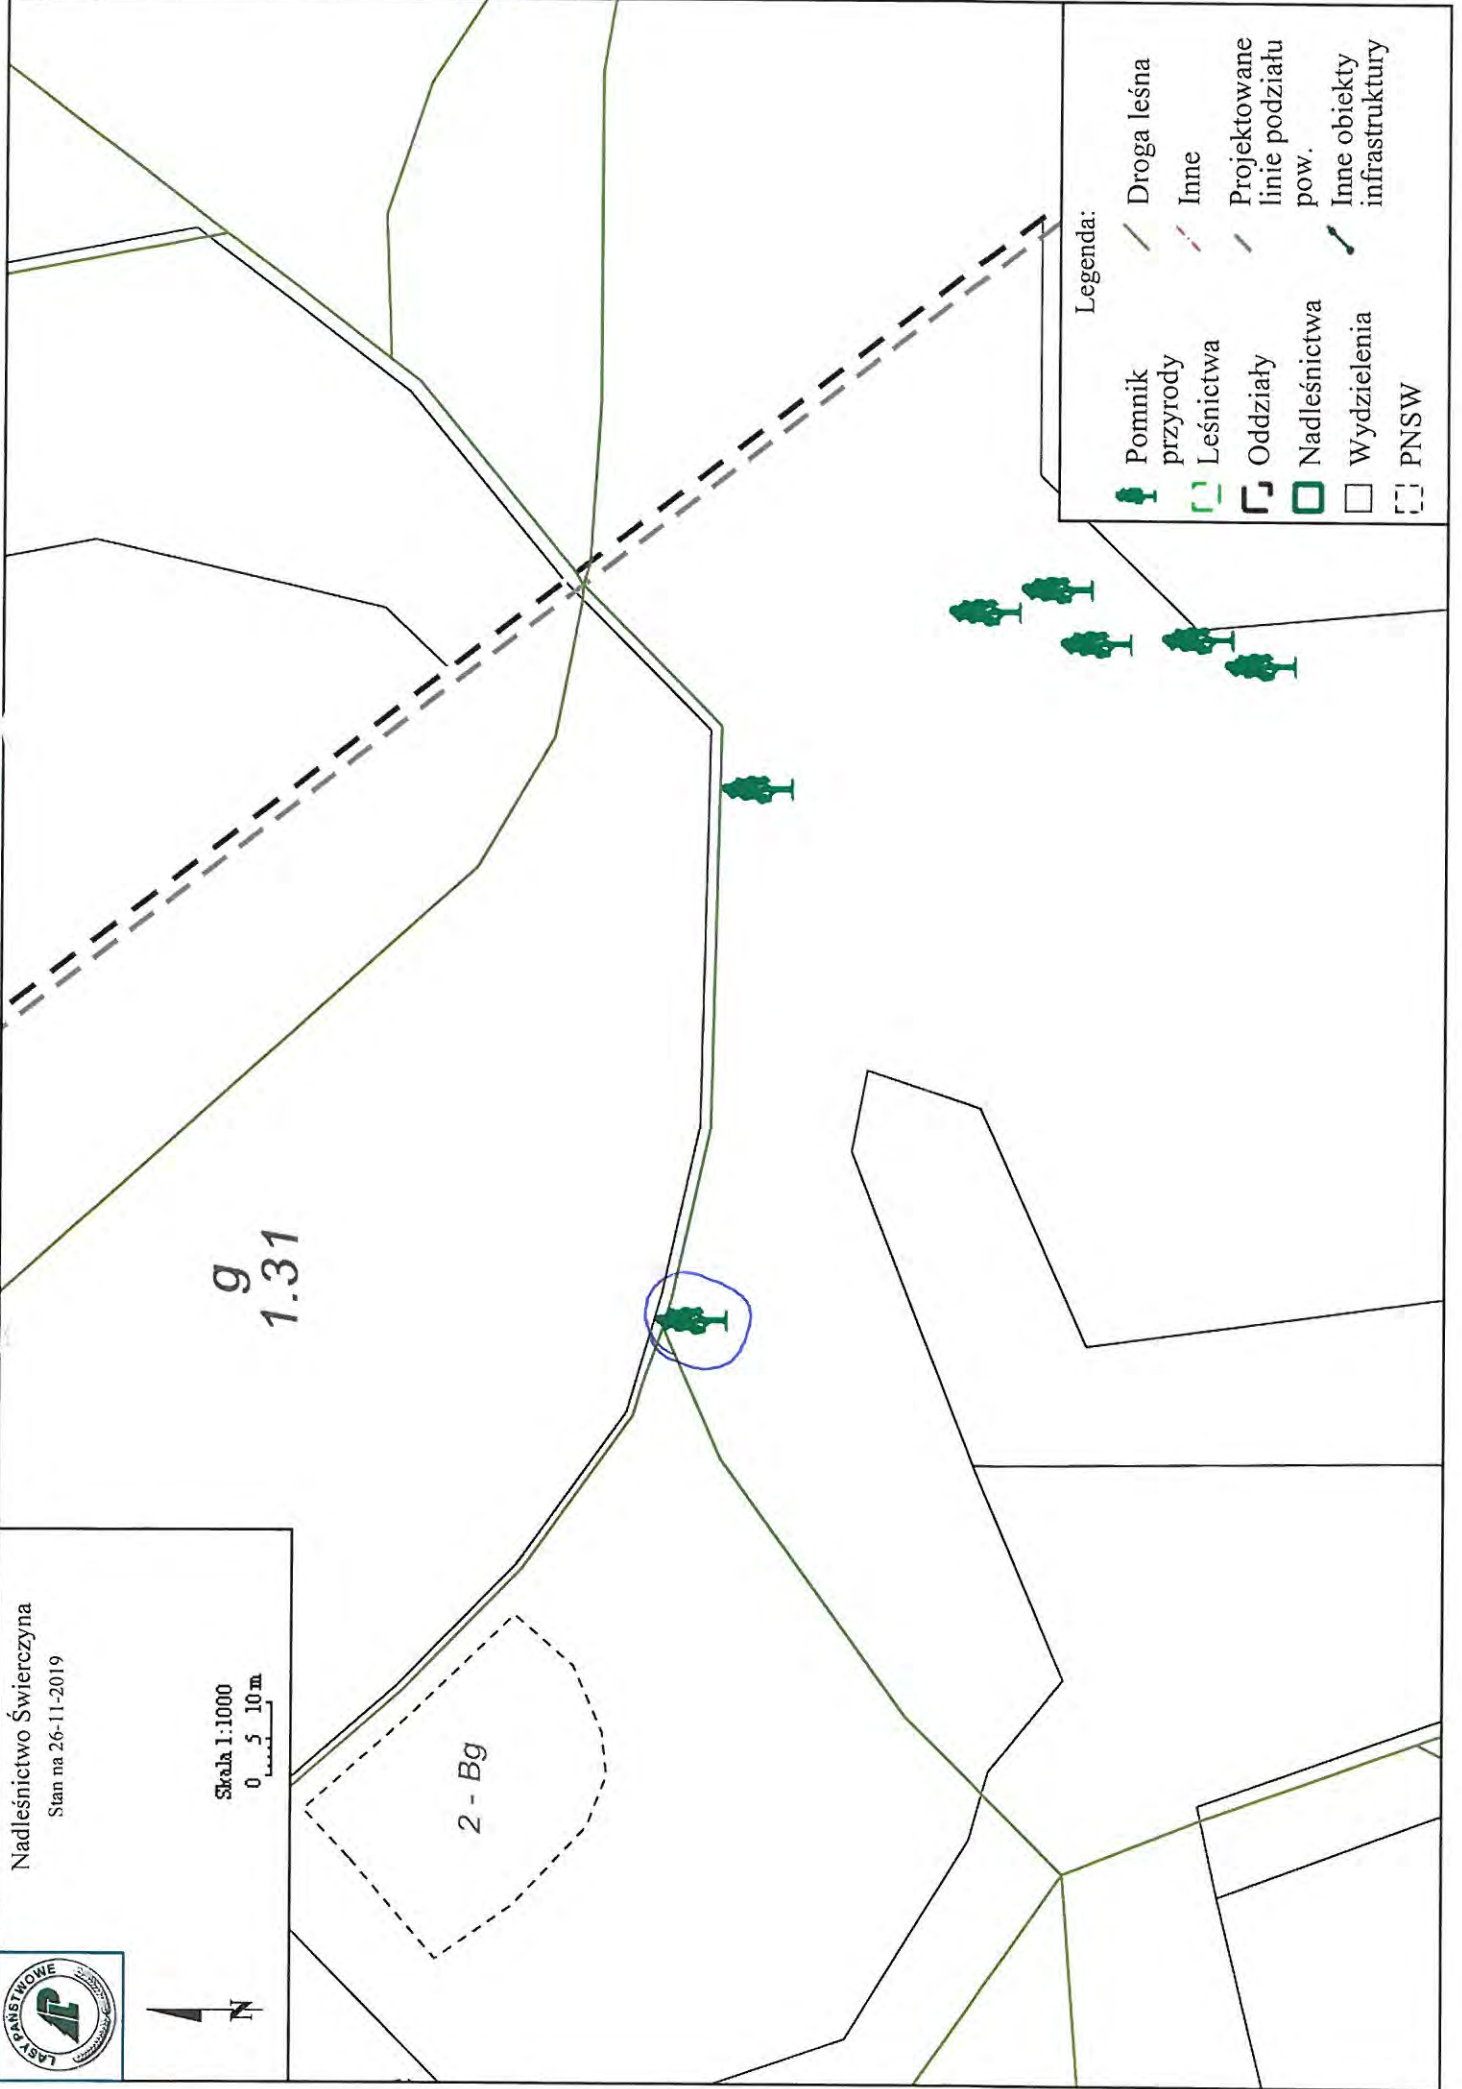 LASY PAŃSTWOWE
Nadleśnictwo Świerczyna
Stan na 26-11-2019
N
Skala 1:1000
0 5 10 m
g
1.31
2 - Bg
Legenda:
Pomnik
przyrody
Leśnictwa
Oddziały
Nadleśnictwa
Wydzielenia
PNSW
Droga leśna
Inne
Projektowane
linie podziału
pow.
Inne obiekty
infrastruktury